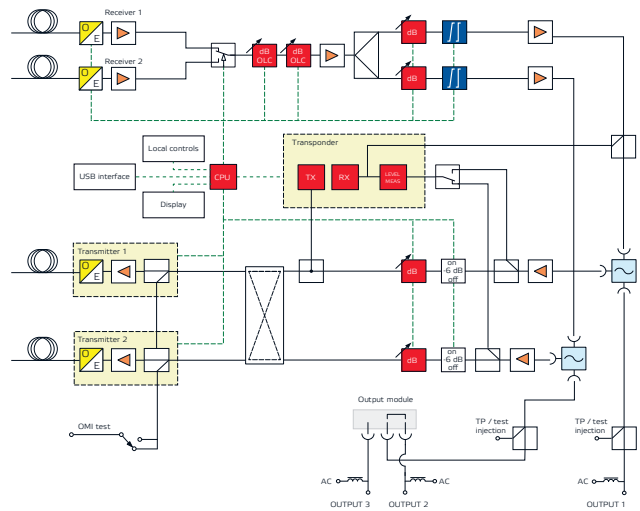 Receiver 1
O
E
Receiver 2
O
E
dB
OLC
dB
OLC
dB
dB
Local controls
USB interface
Display
CPU
Transponder
TX
RX
LEVEL
MEAS.
Transmitter 1
O
E
dB
on
-6 dB
off
Transmitter 2
O
E
dB
on
-6 dB
off
OMI test
Output module
TP / test
injection
TP / test
injection
AC
AC
AC
OUTPUT 3
OUTPUT 2
OUTPUT 1